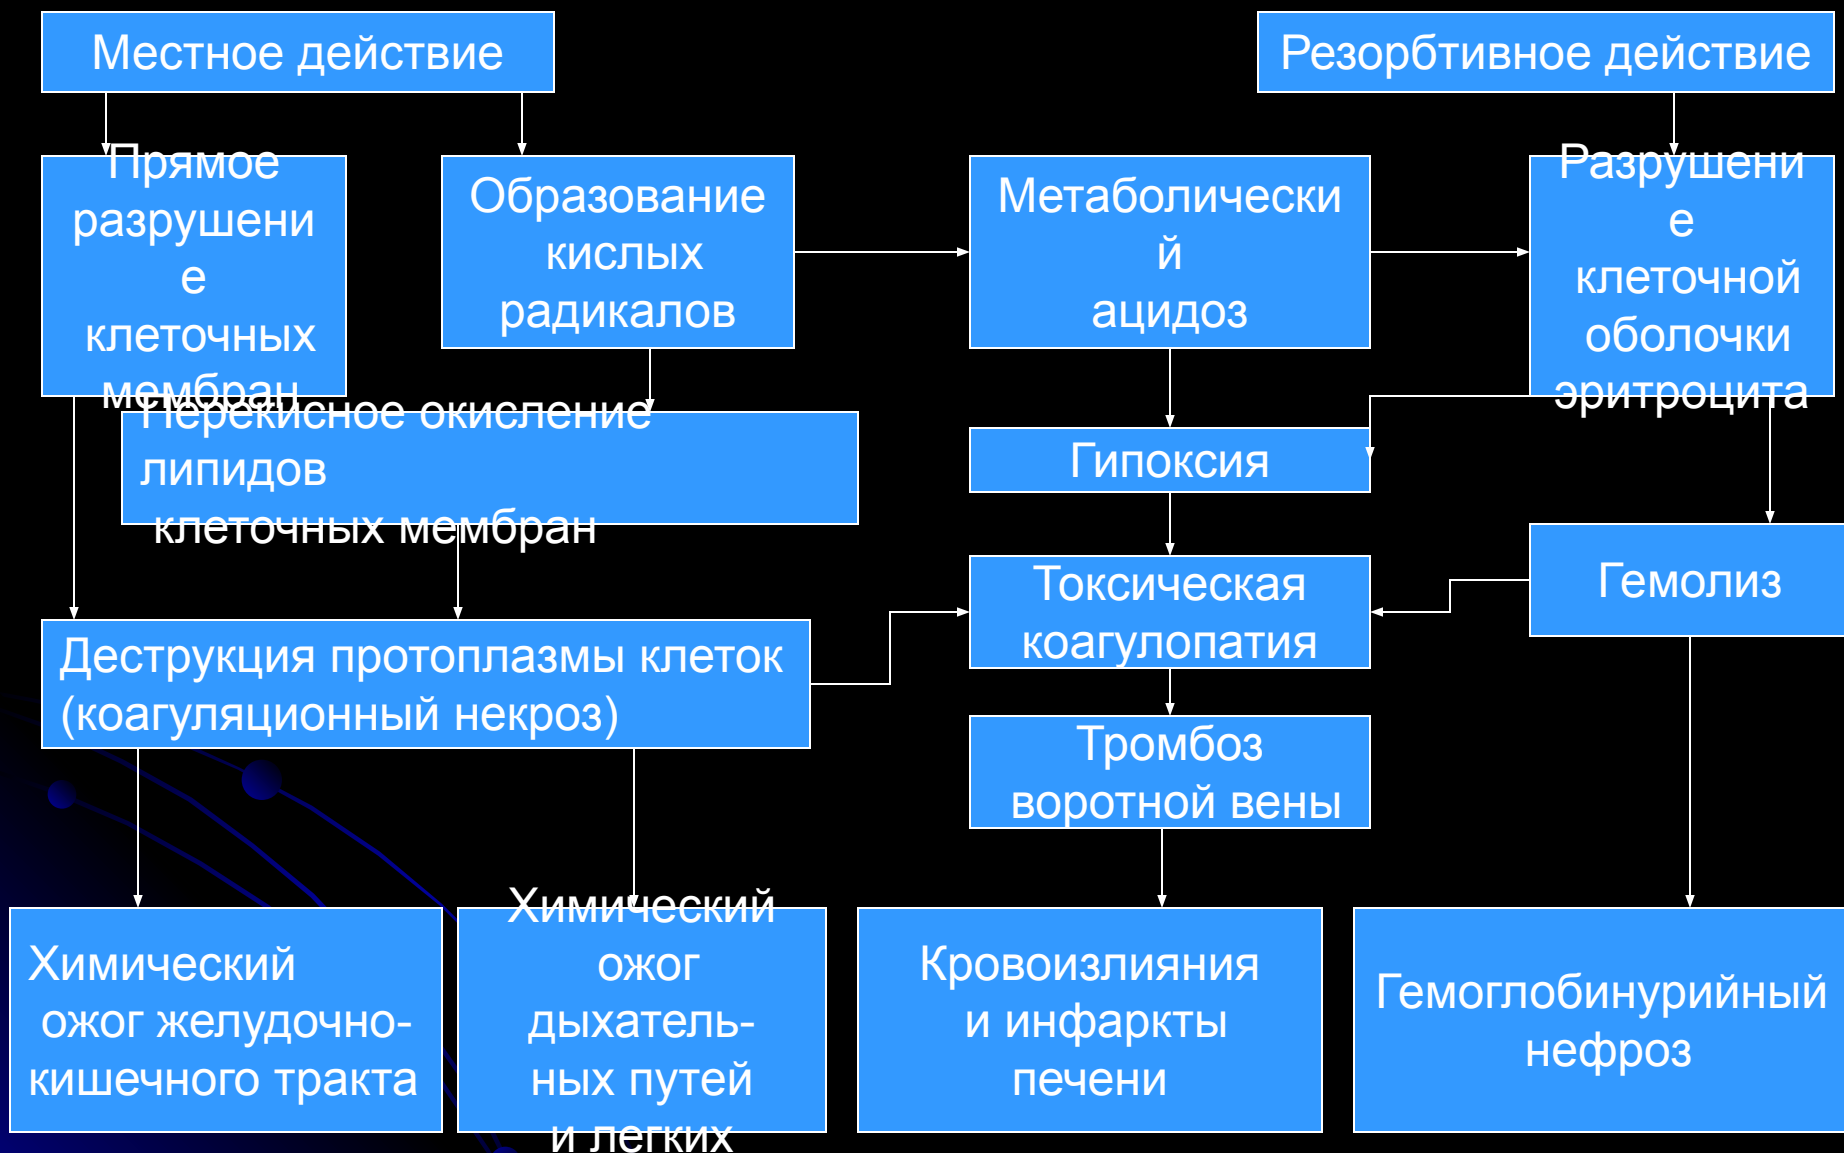 Местное действие
Резорбтивное действие
Прямое
разрушени
е
клеточных
мембран
Образование
кислых
радикалов
Метаболически
й
ацидоз
Разрушени
е
клеточной
оболочки
эритроцита
Перекисное окисление
липидов
клеточных мембран
Гипоксия
Токсическая
коагулопатия
Гемолиз
Деструкция протоплазмы клеток
(коагуляционный некроз)
Тромбоз
воротной вены
Химический
ожог желудочно-
кишечного тракта
Химический
ожог
дыхатель-
ных путей
и легких
Кровоизлияния
и инфаркты
печени
Гемоглобинурийный
нефроз